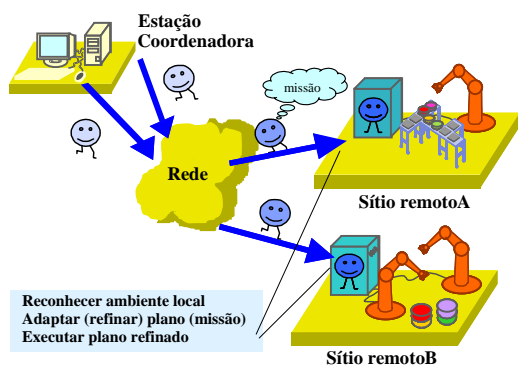 Estação
Coordenadora
missão
Rede
Sítio remotoA
Reconhecer ambiente local
Adaptar (refinar) plano (missão)
Executar plano refinado
Sítio remotoB